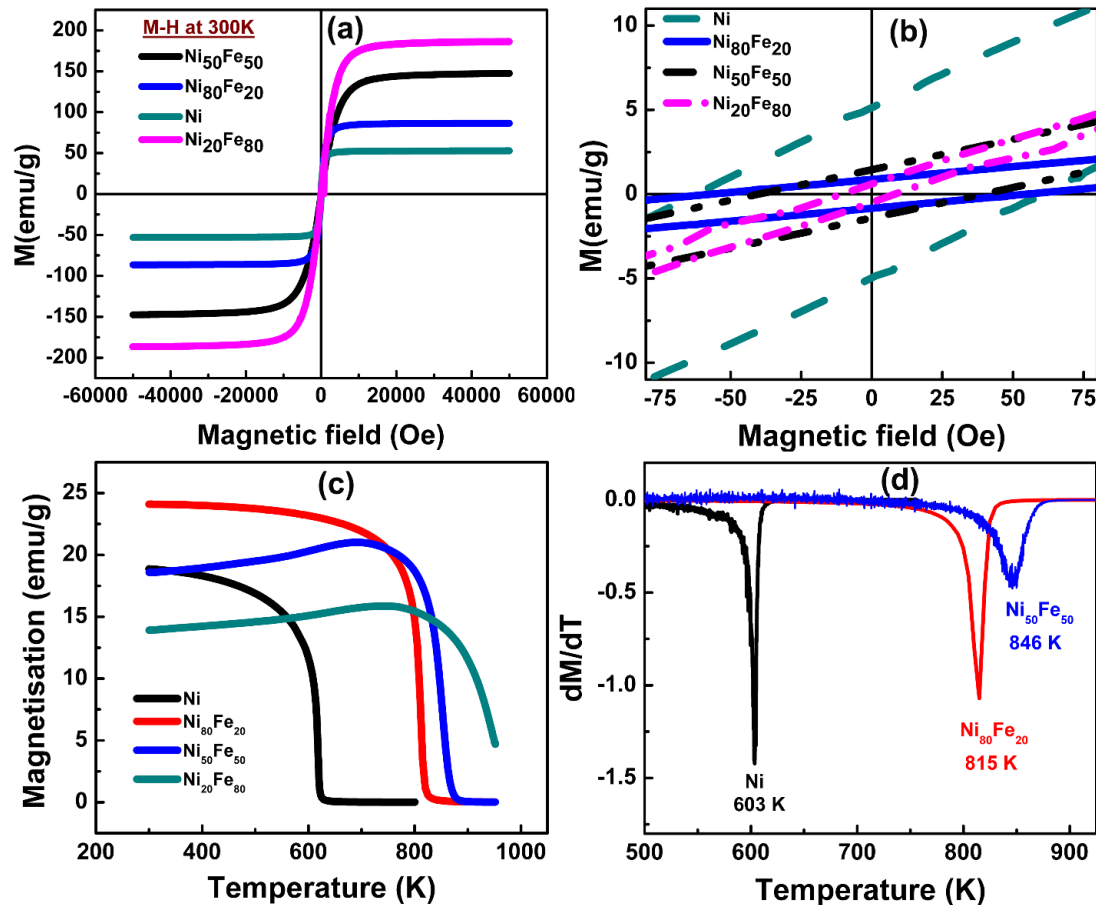 (a)
M-H at 300K
Ni50Fe50
Ni80Fe20
Ni
Ni20Fe80
200
150
100
50
0
-50
-100
-150
-200
M(emu/g)
-60000 -40000 -20000 0 20000 40000 60000
Magnetic field (Oe)
(b)
Ni
Ni80Fe20
Ni50Fe50
Ni20Fe80
10
5
0
-5
-10
M(emu/g)
-75 -50 -25 0 25 50 75
Magnetic field (Oe)
(c)
25
20
15
10
5
0
Magnetisation (emu/g)
Ni
Ni80Fe20
Ni50Fe50
Ni20Fe80
200 400 600 800 1000
Temperature (K)
(d)
0.0
-0.5
-1.0
-1.5
dM/dT
Ni50Fe50
846 K
Ni80Fe20
815 K
Ni
603 K
500 600 700 800 900
Temperature (K)